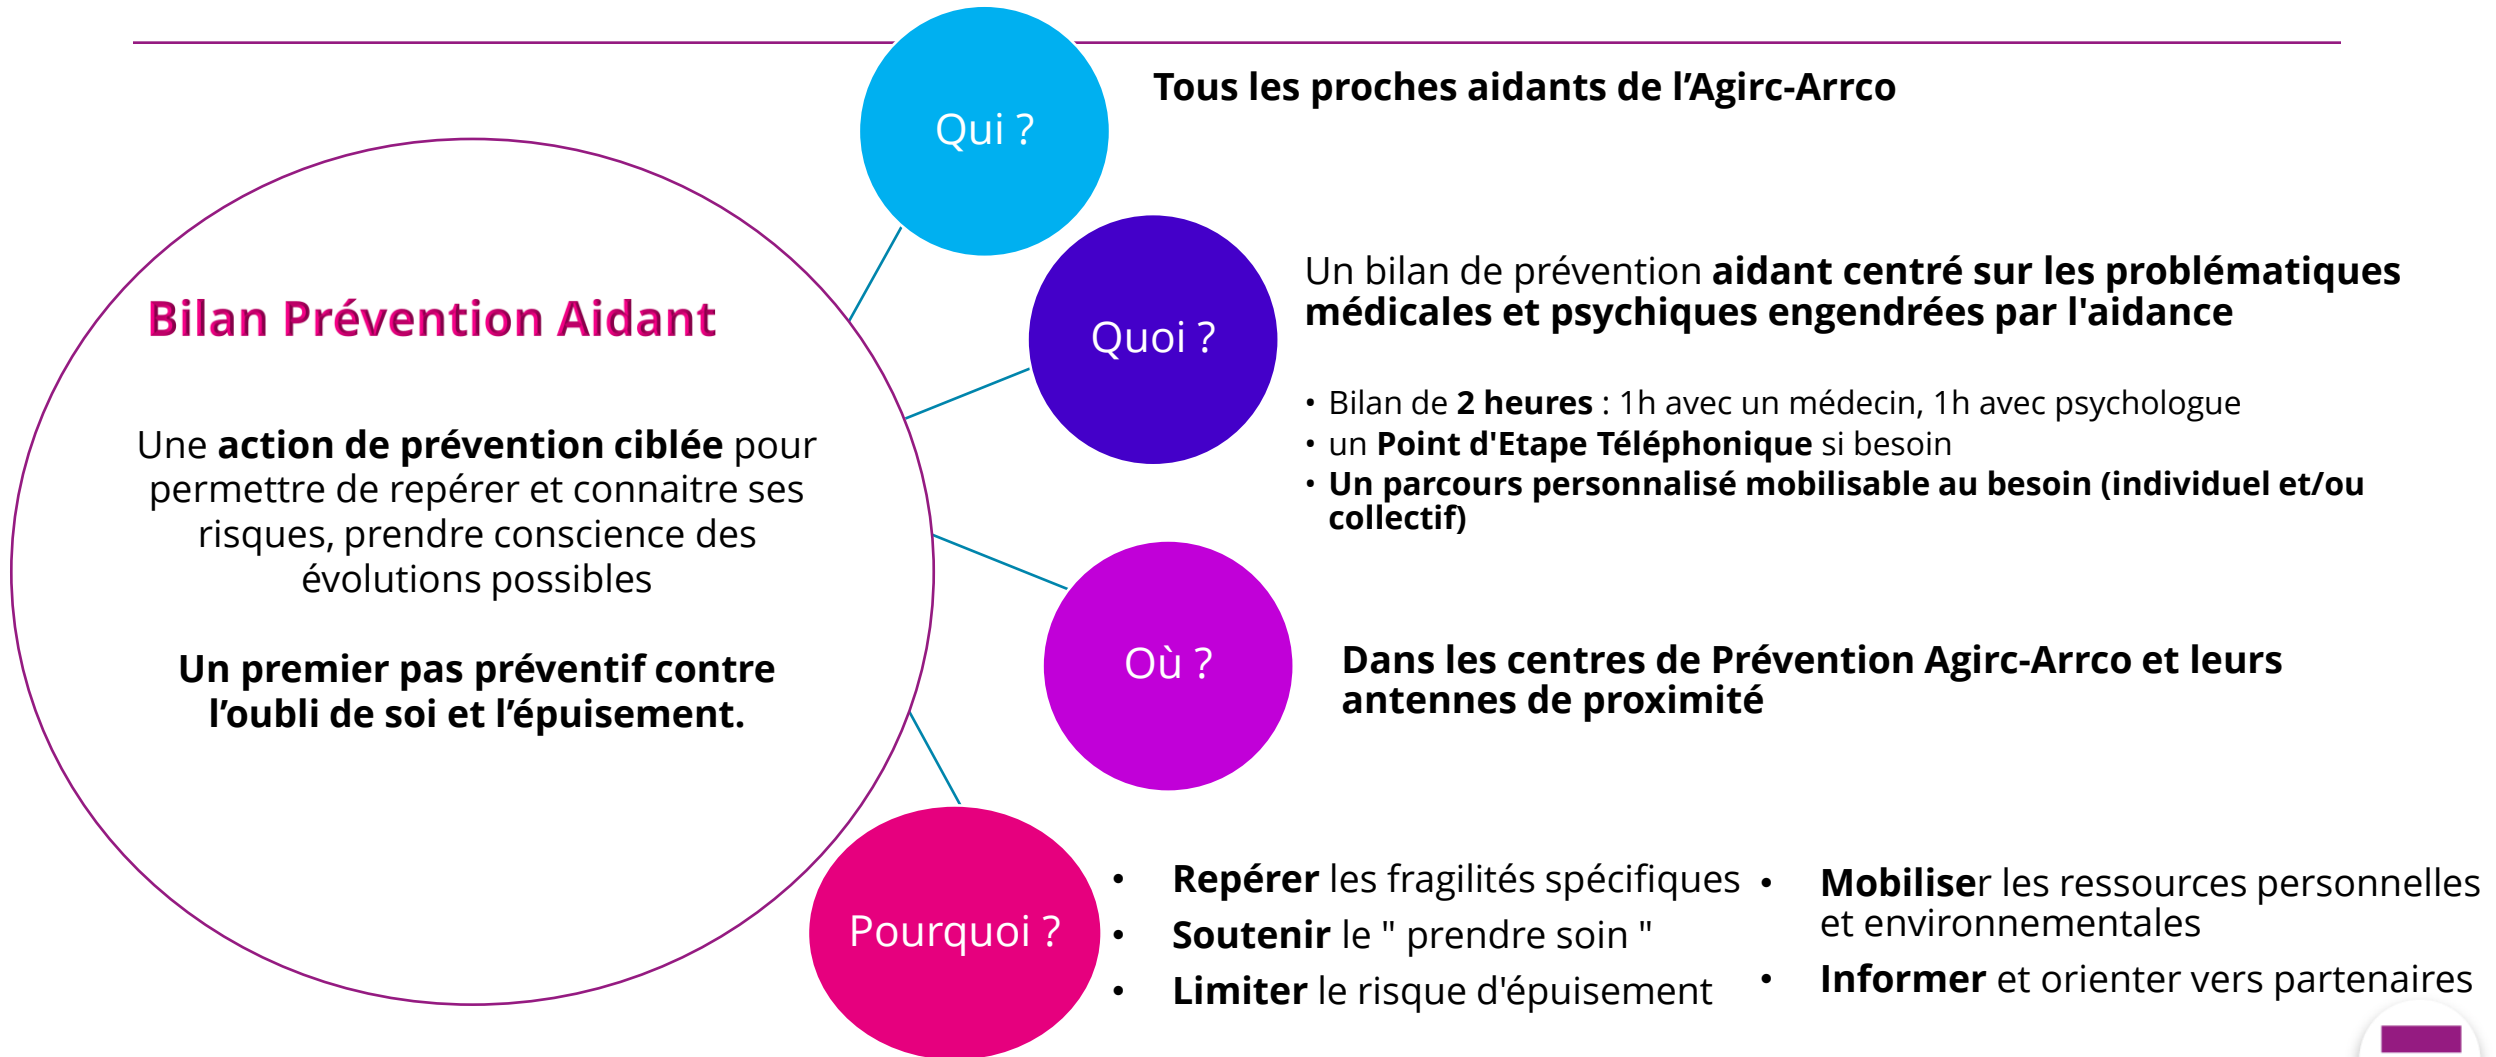 Bilan Prévention Aidant
Une action de prévention ciblée pour
permettre de repérer et connaitre ses
risques, prendre conscience des
évolutions possibles
Un premier pas préventif contre
l’oubli de soi et l’épuisement.
Qui ?
Tous les proches aidants de l’Agirc-Arrco
Quoi ?
Un bilan de prévention aidant centré sur les problématiques
médicales et psychiques engendrées par l'aidance
• Bilan de 2 heures : 1h avec un médecin, 1h avec psychologue
• un Point d'Etape Téléphonique si besoin
• Un parcours personnalisé mobilisable au besoin (individuel et/ou
collectif)
Où ?
Dans les centres de Prévention Agirc-Arrco et leurs
antennes de proximité
Pourquoi ?
• Repérer les fragilités spécifiques
• Soutenir le " prendre soin "
• Limiter le risque d'épuisement
• Mobiliser les ressources personnelles
et environnementales
• Informer et orienter vers partenaires